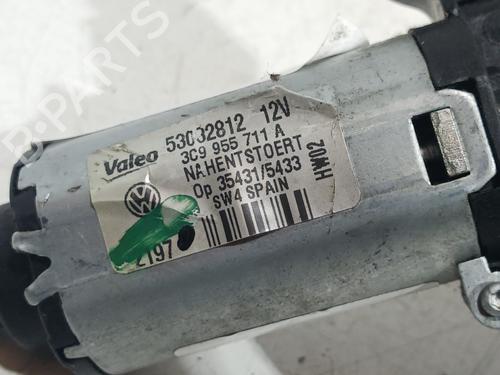 B-PARTS
Valeo 53032812 12V
3C9 955 711 A
NAHENTSTOERT
Op 35431/5433
SW4 SPAIN
HW02
2197